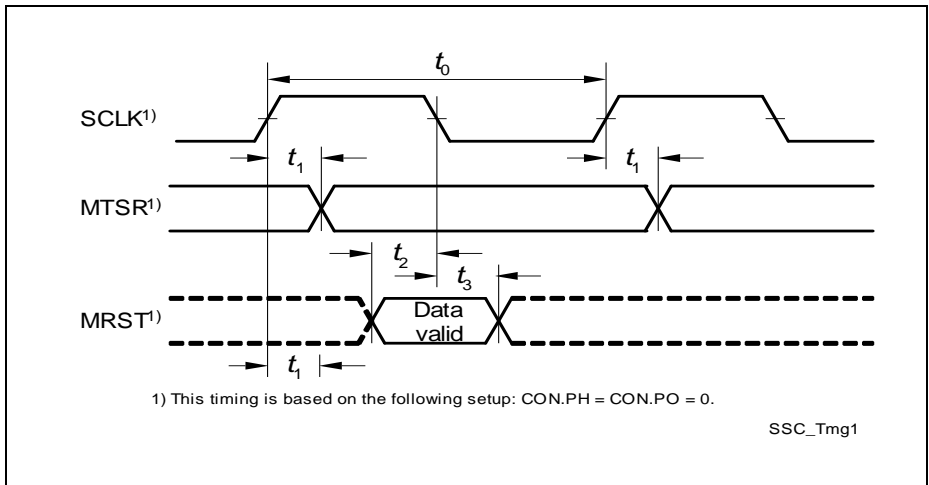 t₀
SCLK¹⁾
t₁ t₁
MTSR¹⁾
t₂
t₃
MRST¹⁾ Data
valid
t₁
1) This timing is based on the following setup: CON.PH = CON.PO = 0.
SSC_Tmg1